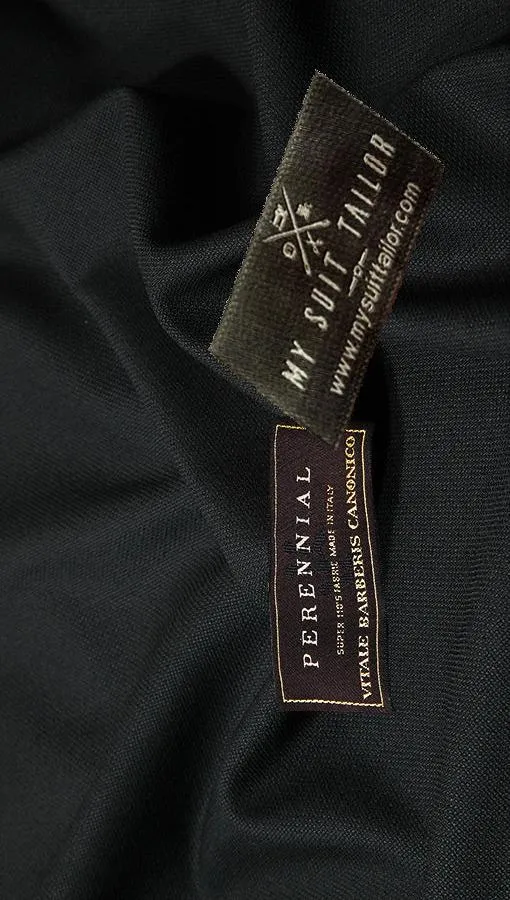 MY SUIT TAILOR
www.mysuittailor.com
PERENNIAL
SUPER 110'S FABRIC MADE IN ITALY
VITALE BARBERIS CANONICO